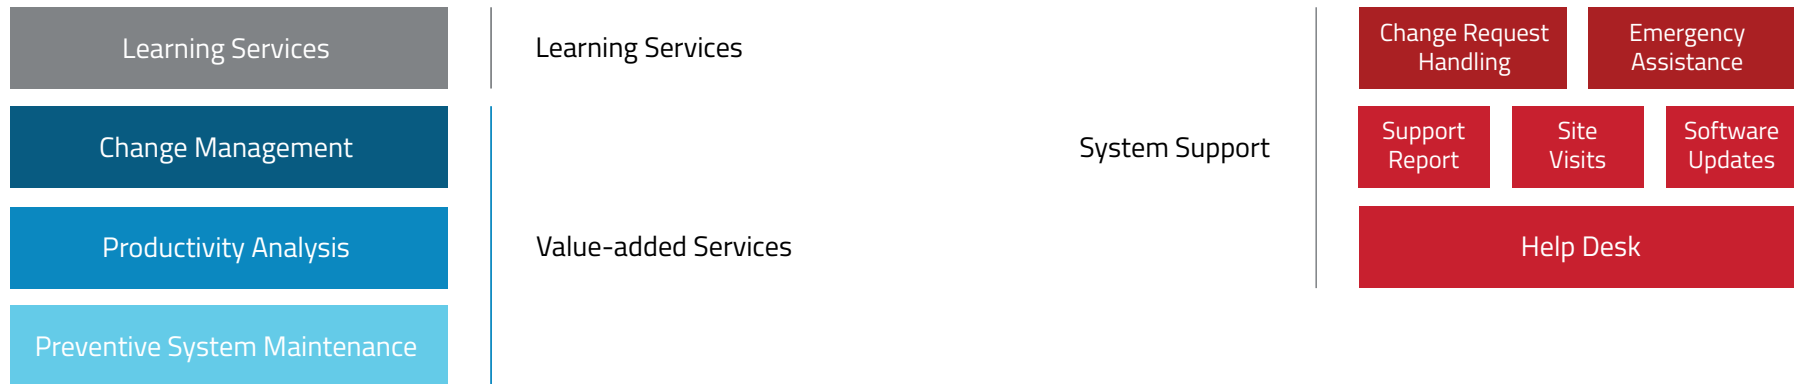 Learning Services
Change Management
Productivity Analysis
Preventive System Maintenance
Learning Services
Value-added Services
System Support
Change Request
Handling
Emergency
Assistance
Support
Report
Site
Visits
Software
Updates
Help Desk